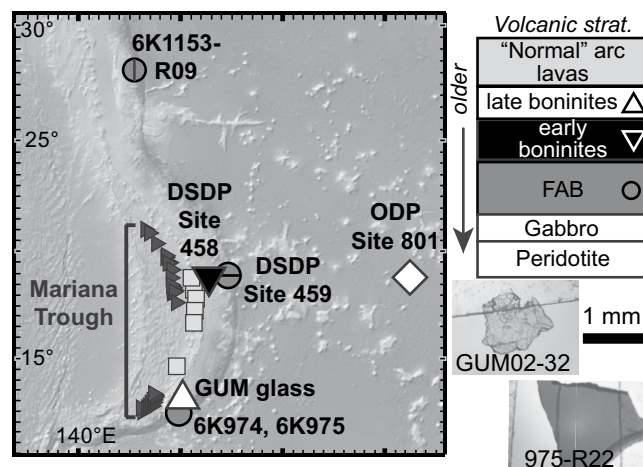 30°
6K1153-
R09
25°
DSDP
Site
458
ODP
Site 801
DSDP
Site 459
Mariana
Trough
15°
GUM glass
6K974, 6K975
140°E
Volcanic strat.
older
"Normal" arc
lavas
late boninites
early
boninites
FAB
Gabbro
Peridotite
1 mm
GUM02-32
975-R22